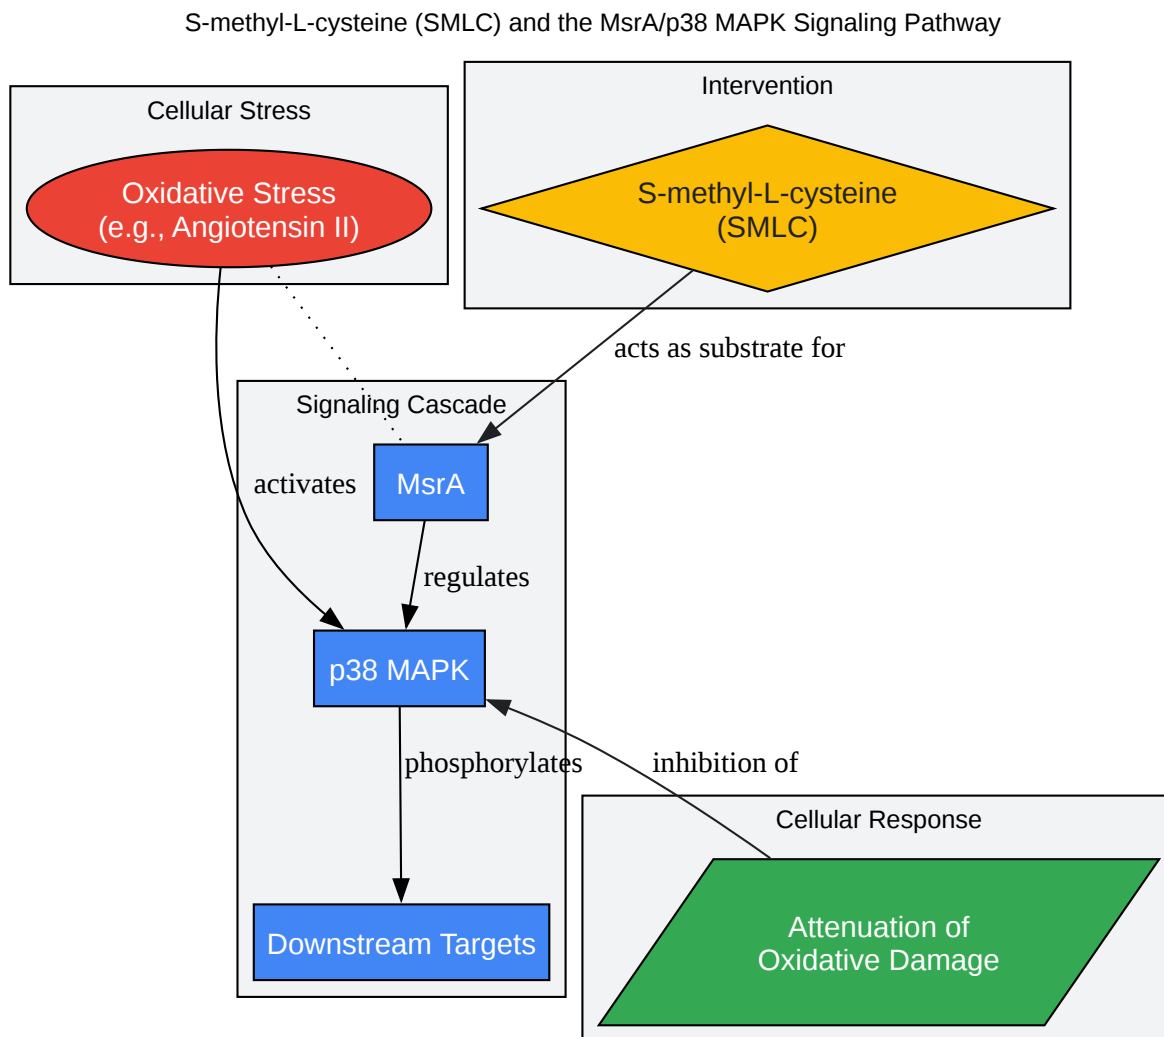 S-methyl-L-cysteine (SMLC) and the MsrA/p38 MAPK Signaling Pathway
Cellular Stress
Oxidative Stress
(e.g., Angiotensin II)
Intervention
S-methyl-L-cysteine
(SMLC)
acts as substrate for
Signaling Cascade
MsrA
activates
regulates
p38 MAPK
phosphorylates
inhibition of
Downstream Targets
Cellular Response
Attenuation of
Oxidative Damage